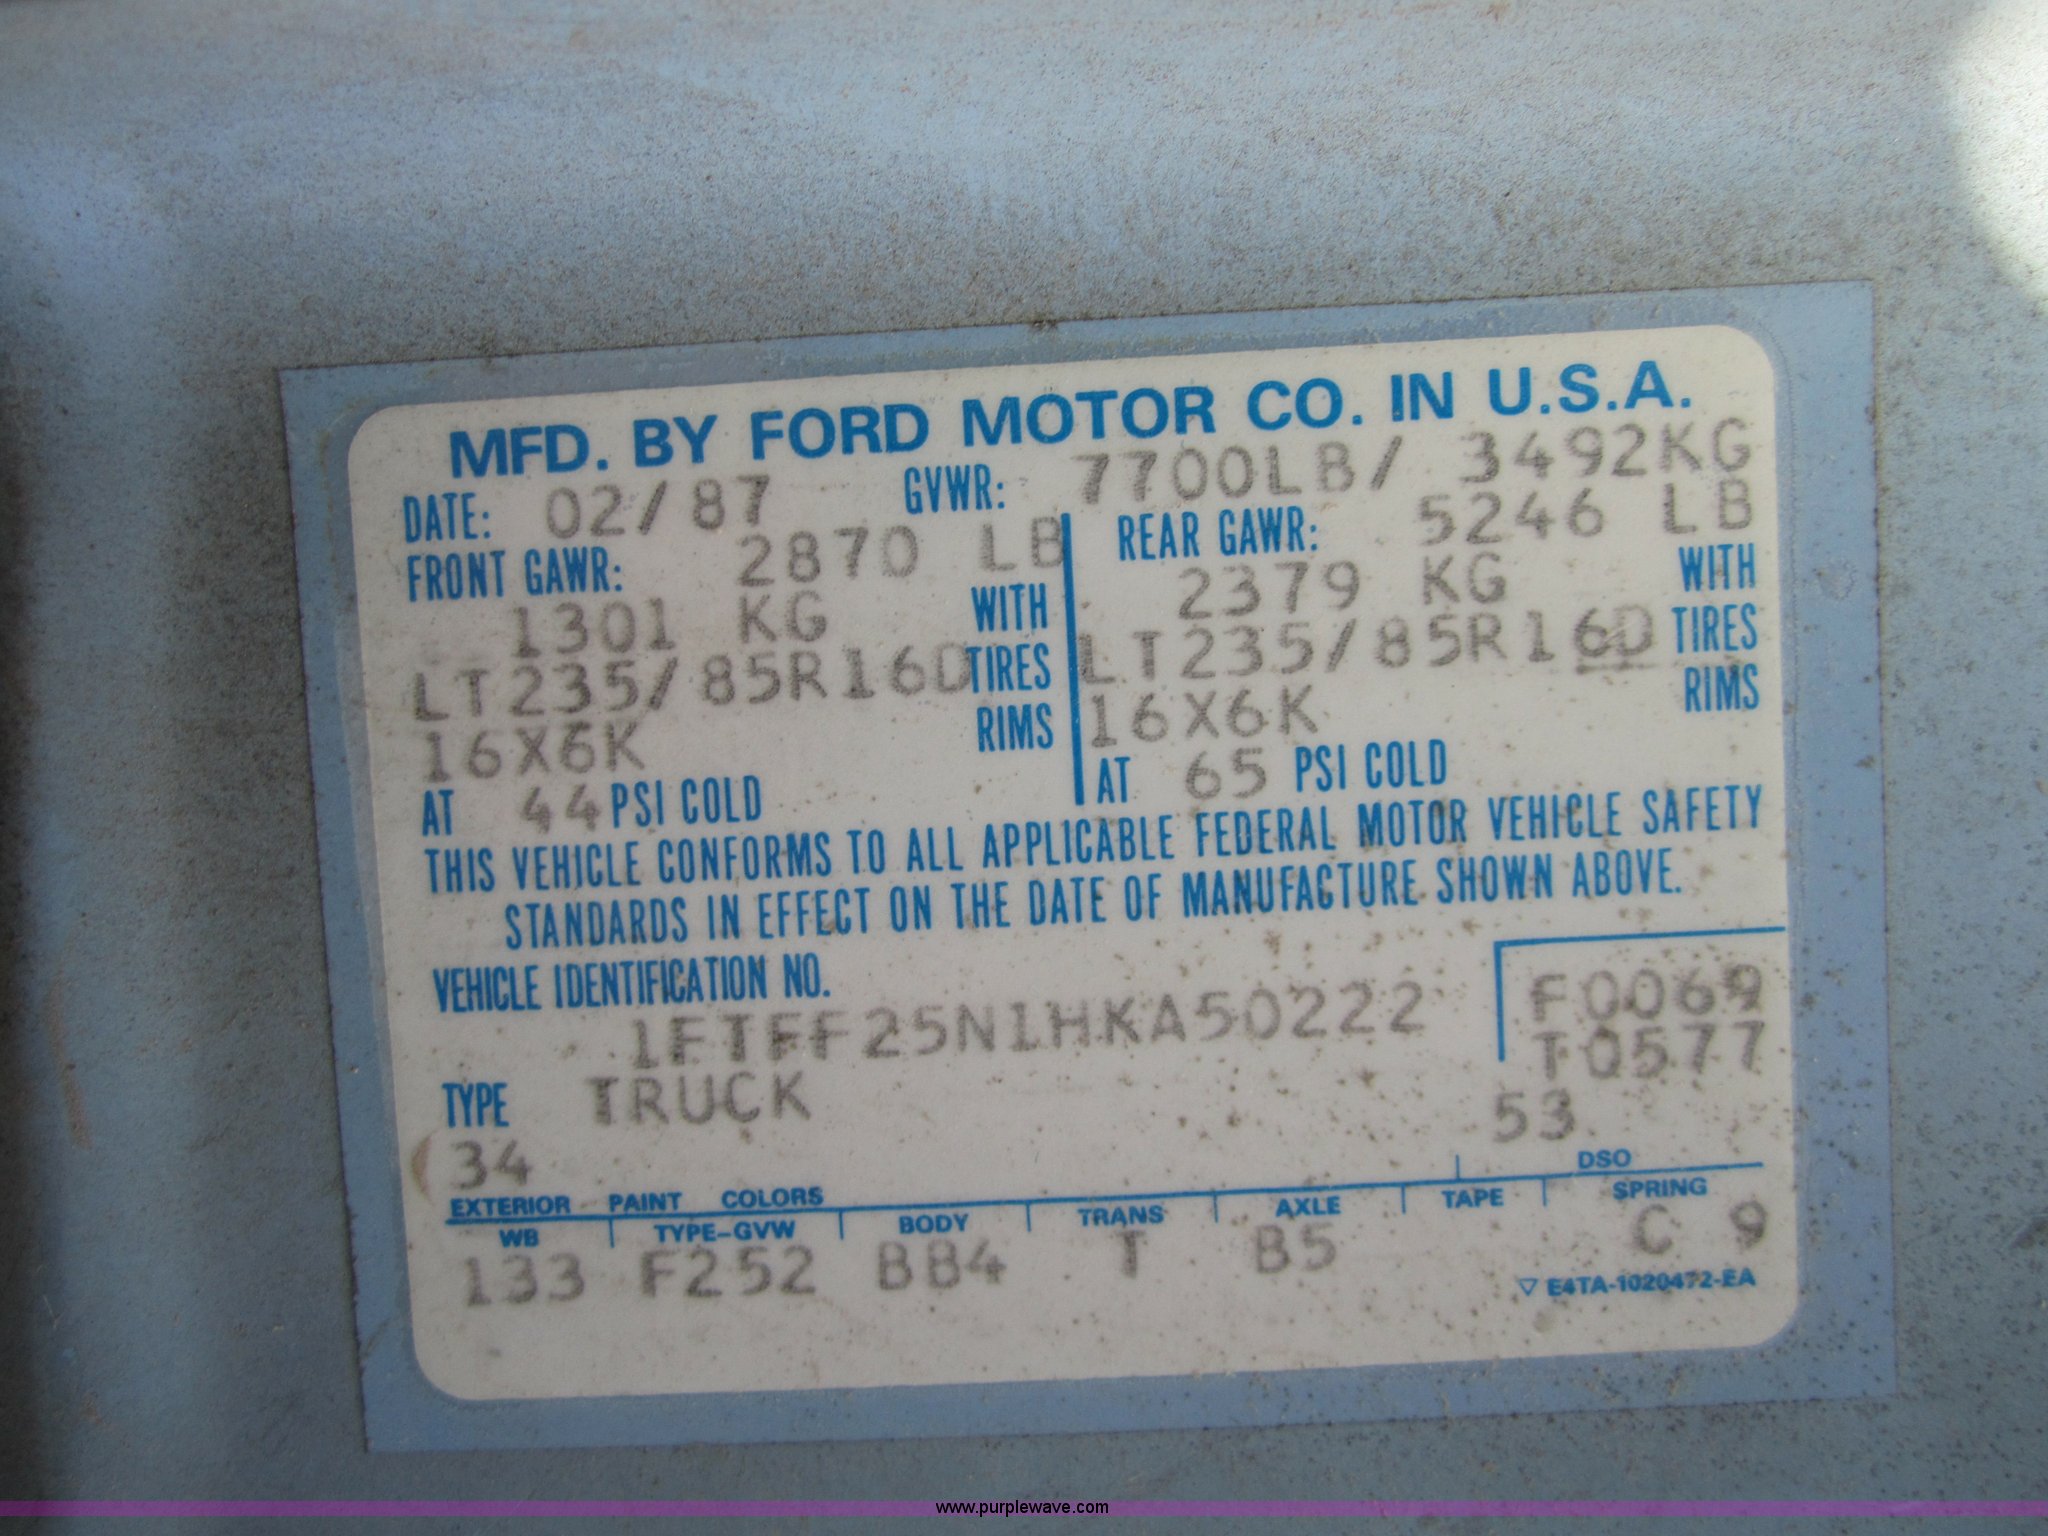 MFD. BY FORD MOTOR CO. IN U.S.A.
DATE: 02/87 GVWR: 7700LB/ 3492KG
FRONT GAWR: 2870 LB REAR GAWR: 5246 LB
1301 KG WITH 2379 KG WITH
LT235/85R16D TIRES LT235/85R16D TIRES
16X6K RIMS 16X6K RIMS
AT 44 PSI COLD AT 65 PSI COLD
THIS VEHICLE CONFORMS TO ALL APPLICABLE FEDERAL MOTOR VEHICLE SAFETY
STANDARDS IN EFFECT ON THE DATE OF MANUFACTURE SHOWN ABOVE.
VEHICLE IDENTIFICATION NO.
1FTFF25N1HKA50222 F0069
T0577
TYPE TRUCK 53
34
EXTERIOR PAINT COLORS DSO
WB TYPE-GVW BODY TRANS AXLE TAPE SPRING
133 F252 BB4 T B5 C 9
▽ E4TA-1020472-EA
www.purplewave.com